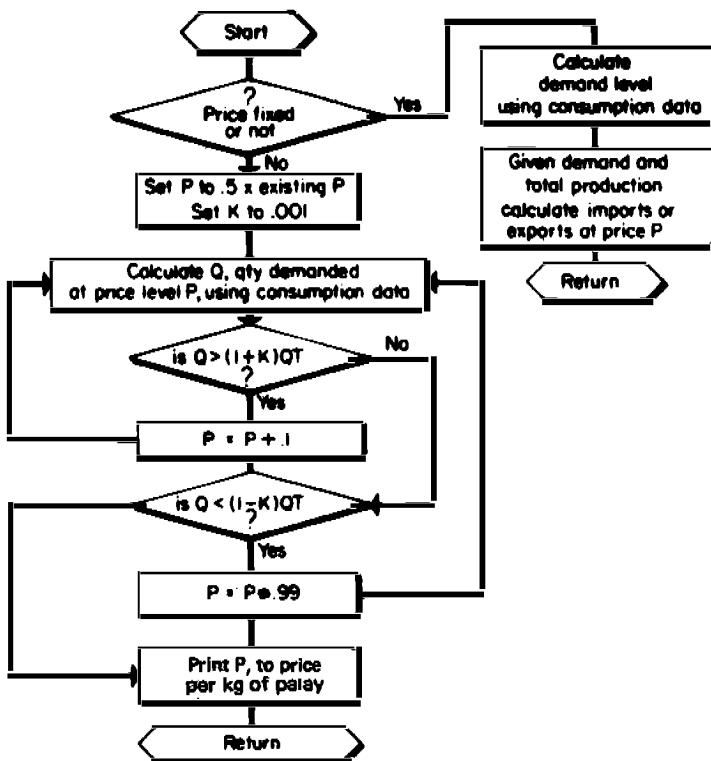 Start
?
Price fixed
or not
Yes
No
Calculate
demand level
using consumption data
Given demand and
total production
calculate imports or
exports at price P
Return
Set P to .5 x existing P
Set K to .001
Calculate Q, qty demanded
at price level P, using consumption data
is Q > (1 + K)QT
?
No
Yes
P = P + .1
is Q < (1 - K)QT
?
Yes
P = P * .99
Print P, to price
per kg of palay
Return